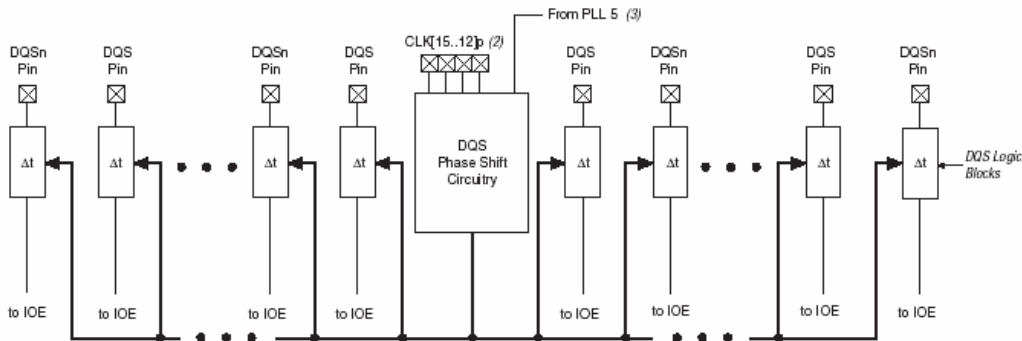 From PLL 5 (3)
CLK[15..12]p (2)
DQSn
Pin
DQS
Pin
DQSn
Pin
DQS
Pin
DQS
Pin
DQSn
Pin
DQS
Pin
DQSn
Pin
Δt
Δt
Δt
Δt
DQS
Phase Shift
Circuitry
Δt
Δt
Δt
Δt
DQS Logic
Blocks
to IOE
to IOE
to IOE
to IOE
to IOE
to IOE
to IOE
to IOE